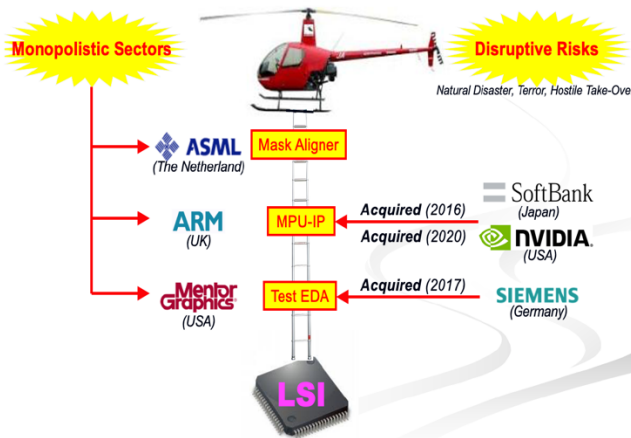 Monopolistic Sectors
Disruptive Risks
Natural Disaster, Terror, Hostile Take-Over
ASML
(The Netherland)
Mask Aligner
ARM
(UK)
MPU-IP
Acquired (2016)
Acquired (2020)
SoftBank
(Japan)
NVIDIA.
(USA)
Mentor
Graphics®
(USA)
Test EDA
Acquired (2017)
SIEMENS
(Germany)
LSI